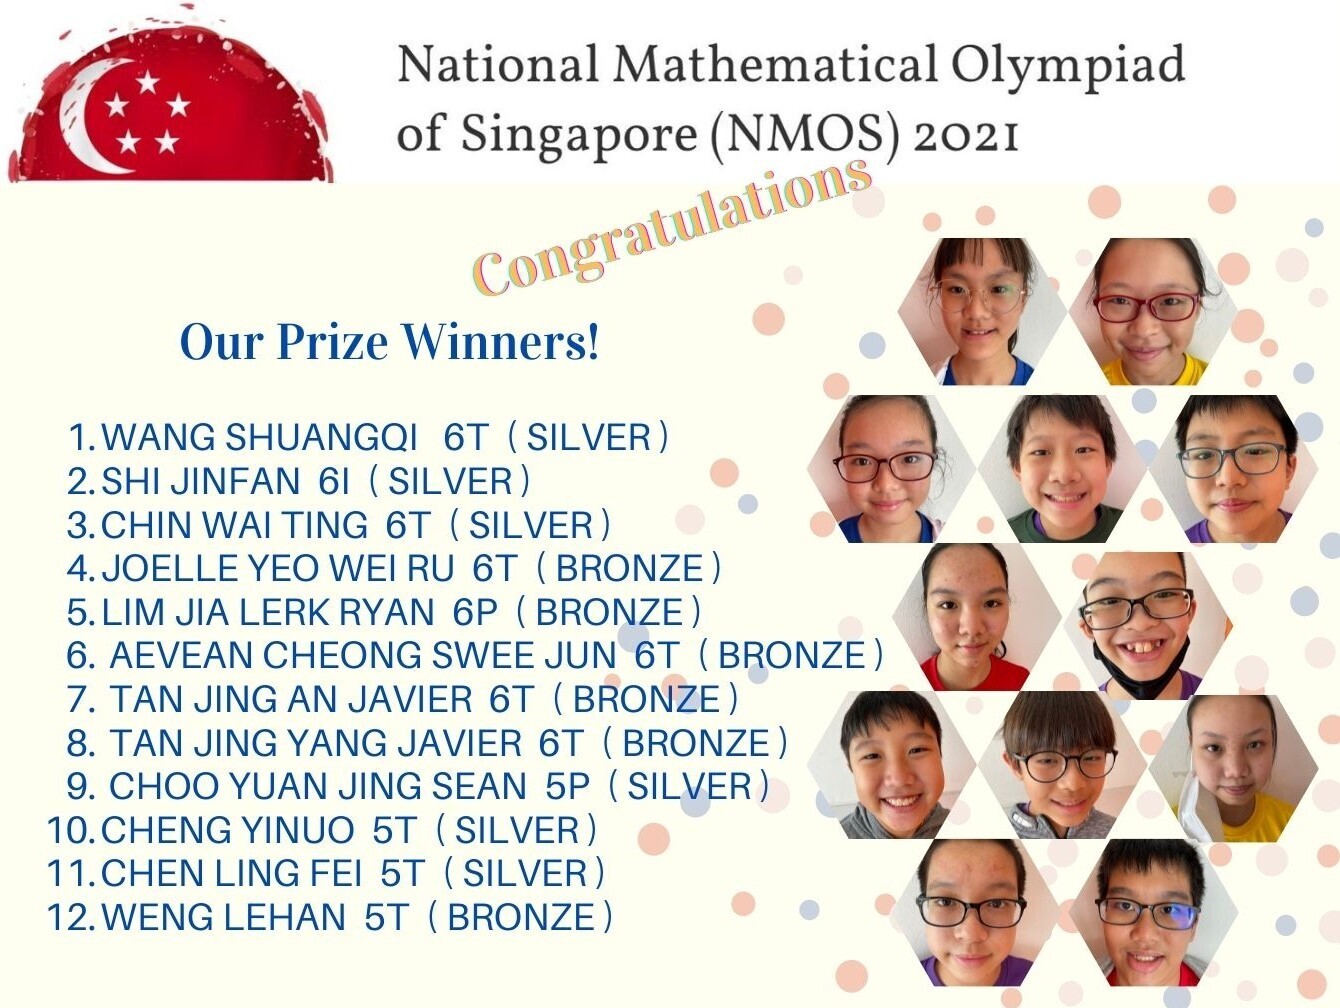 National Mathematical Olympiad
of Singapore (NMOS) 2021
Congratulations
Our Prize Winners!
1. WANG SHUANGQI 6T ( SILVER )
2. SHI JINFAN 6I ( SILVER )
3. CHIN WAI TING 6T ( SILVER )
4. JOELLE YEO WEI RU 6T ( BRONZE )
5. LIM JIA LERK RYAN 6P ( BRONZE )
6. AEVEAN CHEONG SWEE JUN 6T ( BRONZE )
7. TAN JING AN JAVIER 6T ( BRONZE )
8. TAN JING YANG JAVIER 6T ( BRONZE )
9. CHOO YUAN JING SEAN 5P ( SILVER )
10. CHENG YINUO 5T ( SILVER )
11. CHEN LING FEI 5T ( SILVER )
12. WENG LEHAN 5T ( BRONZE )